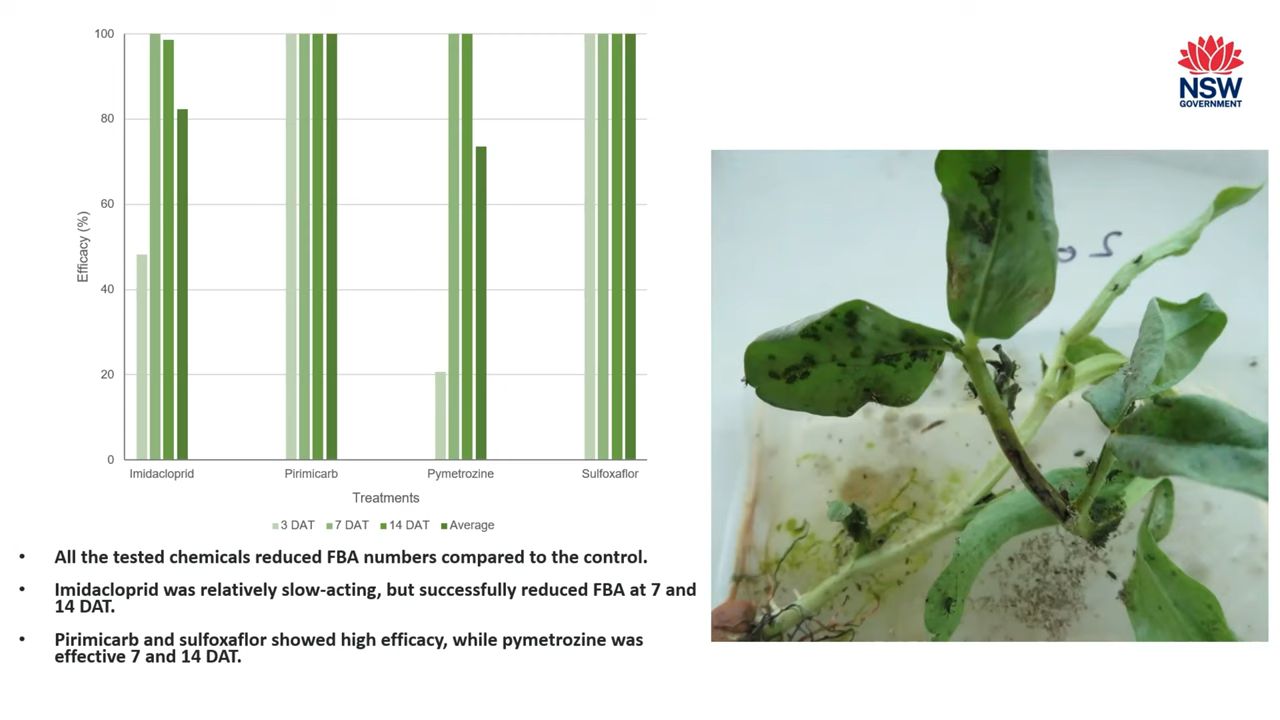 100
80
60
40
20
0
Efficacy (%)
Imidacloprid
Pirimicarb
Pymetrozine
Sulfoxaflor
Treatments
3 DAT
7 DAT
14 DAT
Average
• All the tested chemicals reduced FBA numbers compared to the control.
• Imidacloprid was relatively slow-acting, but successfully reduced FBA at 7 and
14 DAT.
• Pirimicarb and sulfoxaflor showed high efficacy, while pymetrozine was
effective 7 and 14 DAT.
NSW
GOVERNMENT